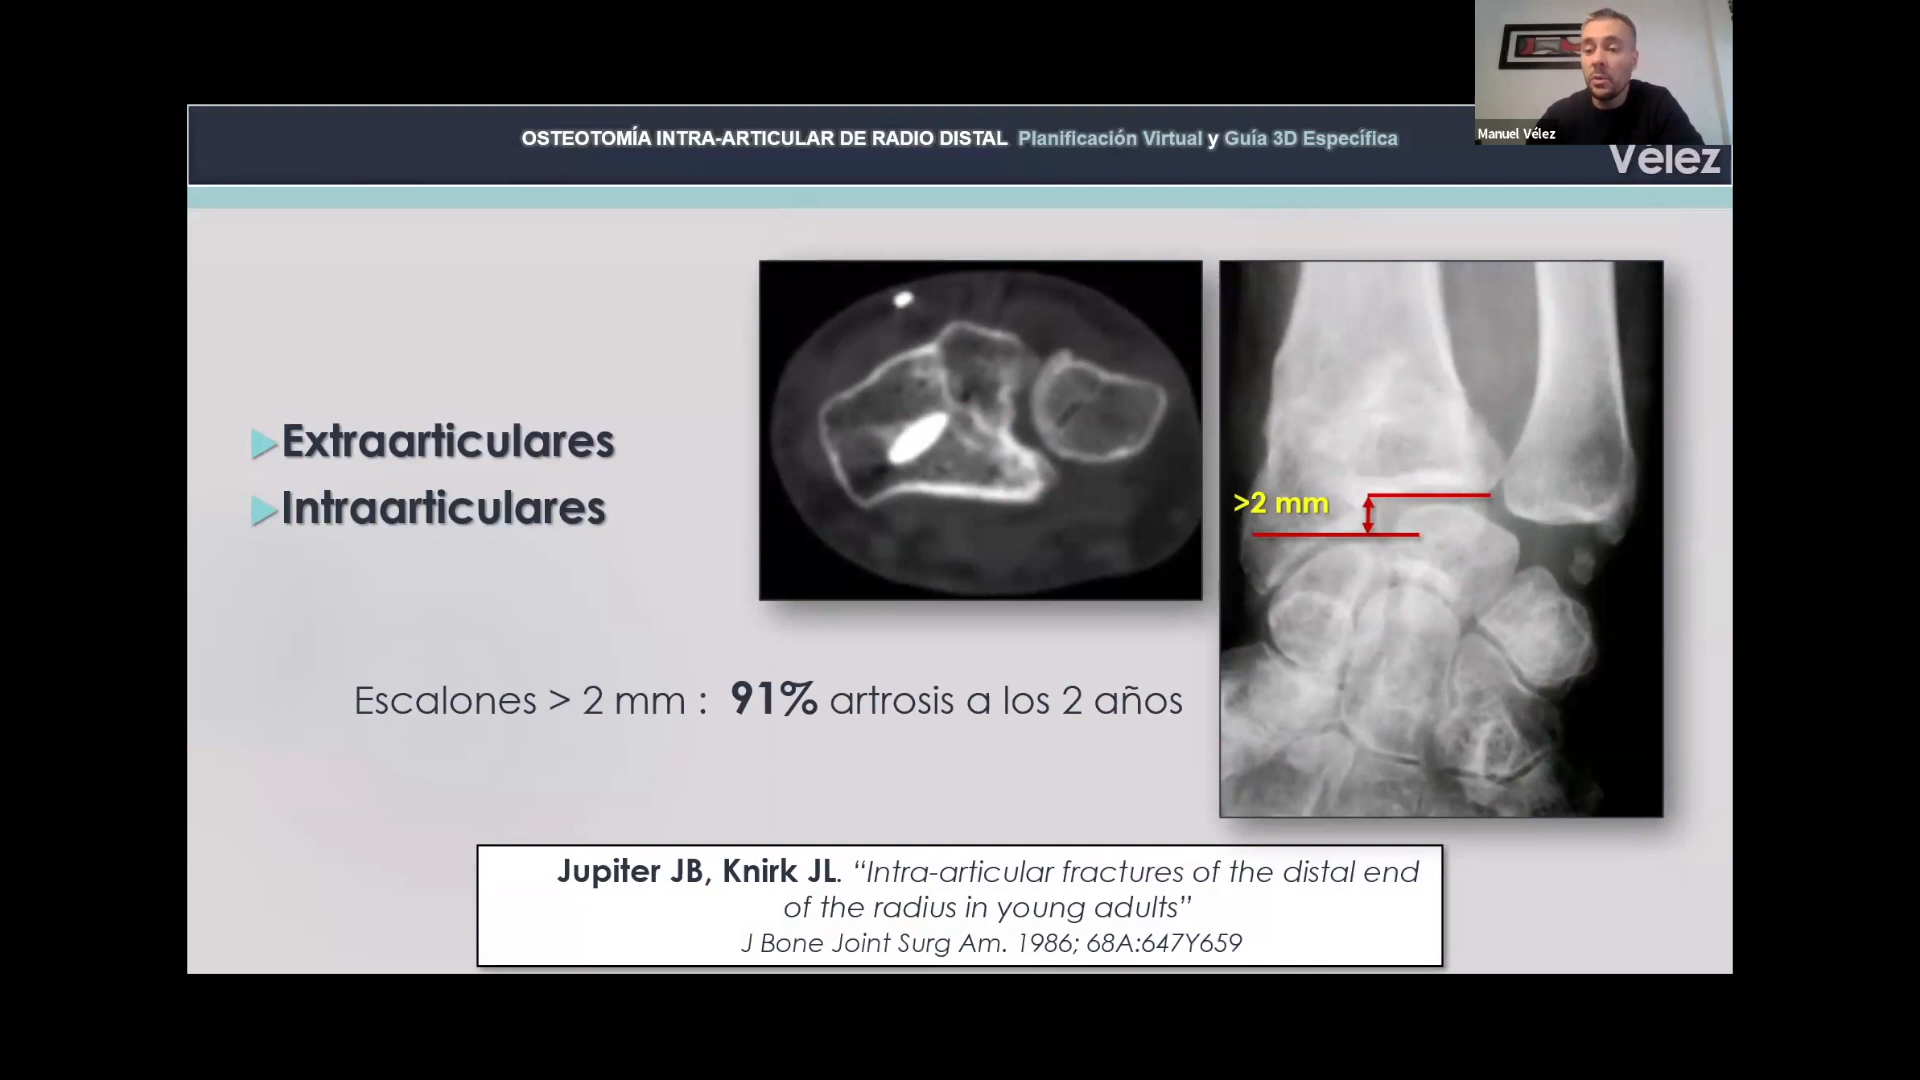 OSTEOTOMÍA INTRA-ARTICULAR DE RADIO DISTAL Planificación Virtual y Guía 3D Específica
Manuel Vélez
Vélez
Extraarticulares
Intraarticulares
>2 mm
Escalones > 2 mm : 91% artrosis a los 2 años
Jupiter JB, Knirk JL. “Intra-articular fractures of the distal end
of the radius in young adults”
J Bone Joint Surg Am. 1986; 68A:647Y659